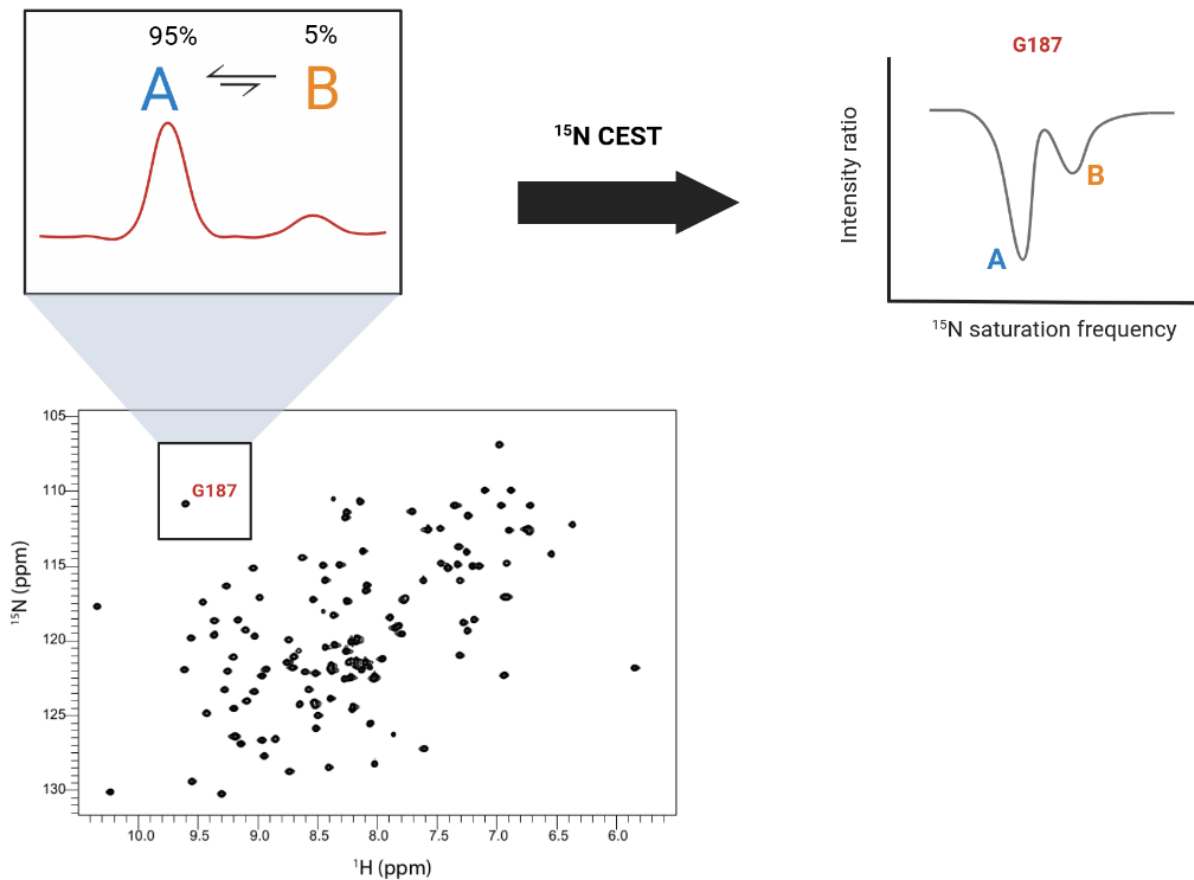 95%
5%
A
B
¹⁵N CEST
G187
Intensity ratio
A
B
¹⁵N saturation frequency
G187
105
110
115
120
125
130
¹⁵N (ppm)
10.0 9.5 9.0 8.5 8.0 7.5 7.0 6.5 6.0
¹H (ppm)